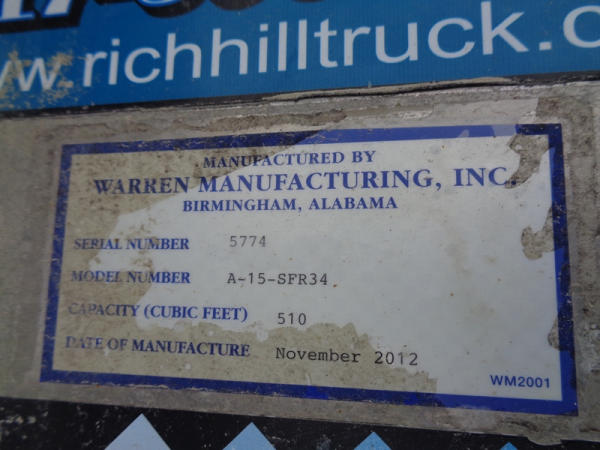 www.richhilltruck.c
MANUFACTURED BY
WARREN MANUFACTURING, INC.
BIRMINGHAM, ALABAMA
SERIAL NUMBER 5774
MODEL NUMBER A-15-SFR34
CAPACITY (CUBIC FEET) 510
DATE OF MANUFACTURE November 2012
WM2001